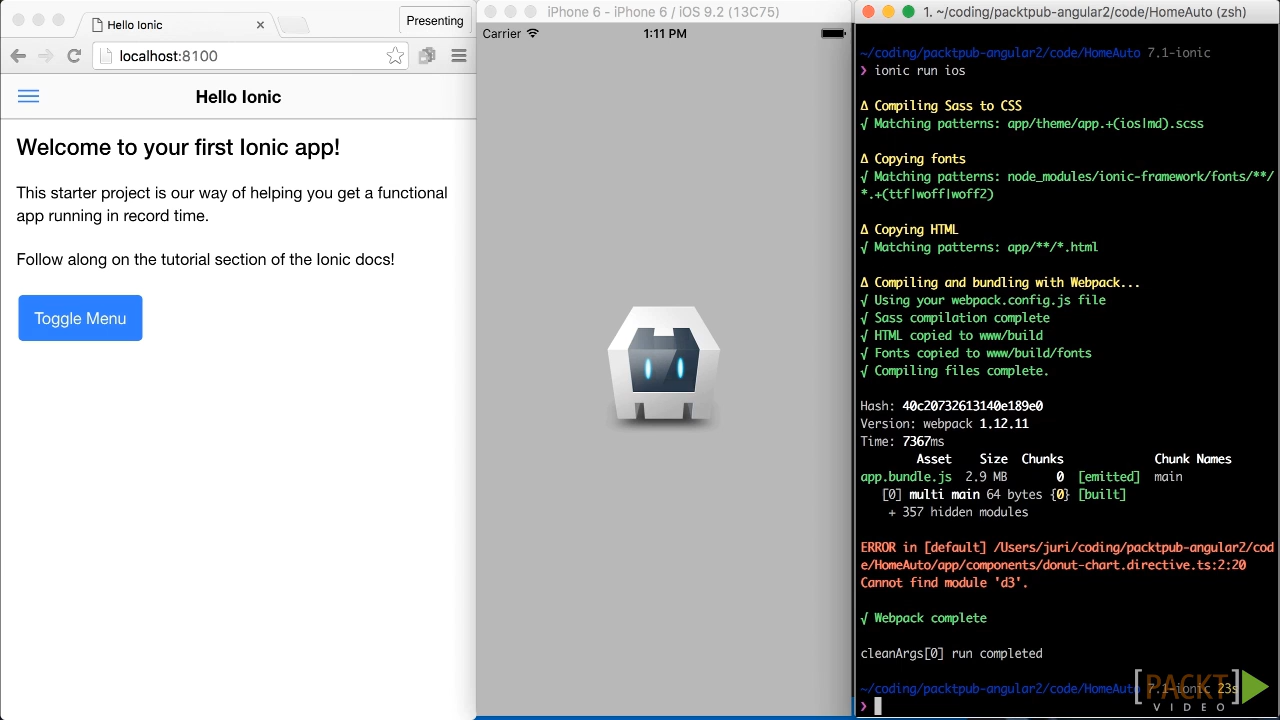 Hello Ionic
Presenting
localhost:8100
Hello Ionic
Welcome to your first Ionic app!
This starter project is our way of helping you get a functional
app running in record time.
Follow along on the tutorial section of the Ionic docs!
Toggle Menu
iPhone 6 - iPhone 6 / iOS 9.2 (13C75)
Carrier
1:11 PM
1. ~/coding/packtpub-angular2/code/HomeAuto (zsh)
~/coding/packtpub-angular2/code/HomeAuto 7.1-ionic
❯ ionic run ios
∆ Compiling Sass to CSS
√ Matching patterns: app/theme/app.+(ios|md).scss
∆ Copying fonts
√ Matching patterns: node_modules/ionic-framework/fonts/**/
*.+(ttf|woff|woff2)
∆ Copying HTML
√ Matching patterns: app/**/*.html
∆ Compiling and bundling with Webpack...
√ Using your webpack.config.js file
√ Sass compilation complete
√ HTML copied to www/build
√ Fonts copied to www/build/fonts
√ Compiling files complete.
Hash: 40c20732613140e189e0
Version: webpack 1.12.11
Time: 7367ms
Asset Size Chunks Chunk Names
app.bundle.js 2.9 MB 0 [emitted] main
[0] multi main 64 bytes {0} [built]
+ 357 hidden modules
ERROR in [default] /Users/juri/coding/packtpub-angular2/cod
e/HomeAuto/app/components/donut-chart.directive.ts:2:20
Cannot find module 'd3'.
√ Webpack complete
cleanArgs[0] run completed
~/coding/packtpub-angular2/code/HomeAuto 7.1-ionic 23s
❯
[PACKT]
VIDEO